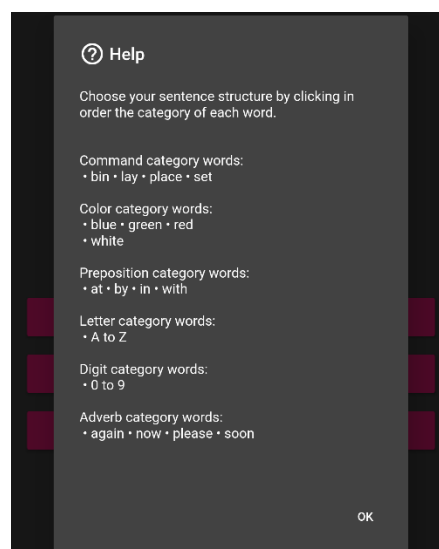 Help
Choose your sentence structure by clicking in
order the category of each word.
Command category words:
• bin • lay • place • set
Color category words:
• blue • green • red
• white
Preposition category words:
• at • by • in • with
Letter category words:
• A to Z
Digit category words:
• 0 to 9
Adverb category words:
• again • now • please • soon
OK